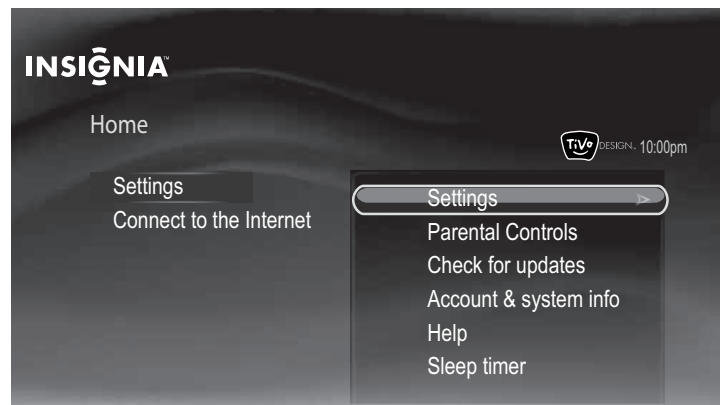 INSIGNIA™
Home
TiVo DESIGN. 10:00pm
Settings
Connect to the Internet
Settings
Parental Controls
Check for updates
Account & system info
Help
Sleep timer